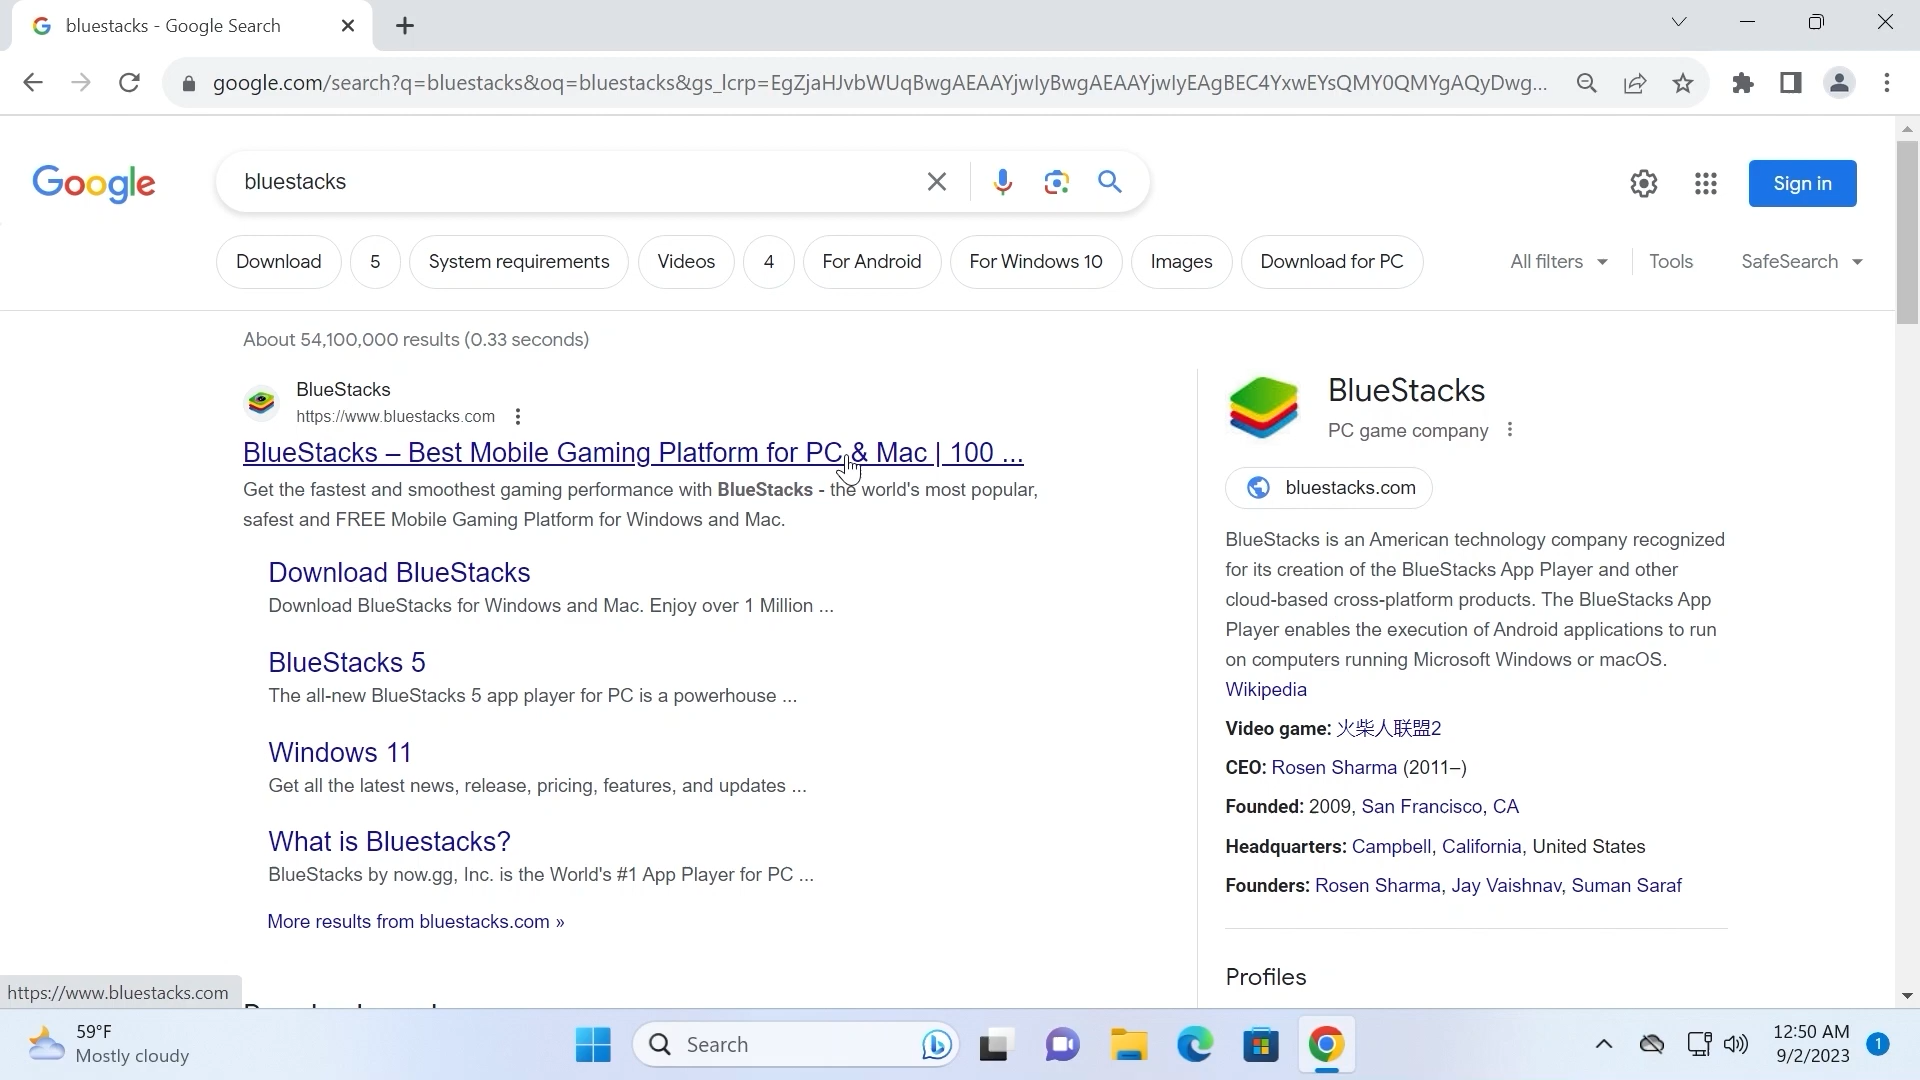 bluestacks - Google Search
google.com/search?q=bluestacks&oq=bluestacks&gs_lcrp=EgZjaHJvbWUqBwgAEAAYjwIyBwgAEAAYjwIyEAgBEC4YxwEYsQMY0QMYgAQyDwg...
Google
bluestacks
Sign in
Download
5
System requirements
Videos
4
For Android
For Windows 10
Images
Download for PC
All filters
Tools
SafeSearch
About 54,100,000 results (0.33 seconds)
BlueStacks
https://www.bluestacks.com
BlueStacks – Best Mobile Gaming Platform for PC & Mac | 100 ...
Get the fastest and smoothest gaming performance with BlueStacks - the world's most popular,
safest and FREE Mobile Gaming Platform for Windows and Mac.
Download BlueStacks
Download BlueStacks for Windows and Mac. Enjoy over 1 Million ...
BlueStacks 5
The all-new BlueStacks 5 app player for PC is a powerhouse ...
Windows 11
Get all the latest news, release, pricing, features, and updates ...
What is Bluestacks?
BlueStacks by now.gg, Inc. is the World's #1 App Player for PC ...
More results from bluestacks.com »
BlueStacks
PC game company
bluestacks.com
BlueStacks is an American technology company recognized
for its creation of the BlueStacks App Player and other
cloud-based cross-platform products. The BlueStacks App
Player enables the execution of Android applications to run
on computers running Microsoft Windows or macOS.
Wikipedia
Video game: 火柴人联盟2
CEO: Rosen Sharma (2011–)
Founded: 2009, San Francisco, CA
Headquarters: Campbell, California, United States
Founders: Rosen Sharma, Jay Vaishnav, Suman Saraf
Profiles
https://www.bluestacks.com
59°F
Mostly cloudy
Search
12:50 AM
9/2/2023
1